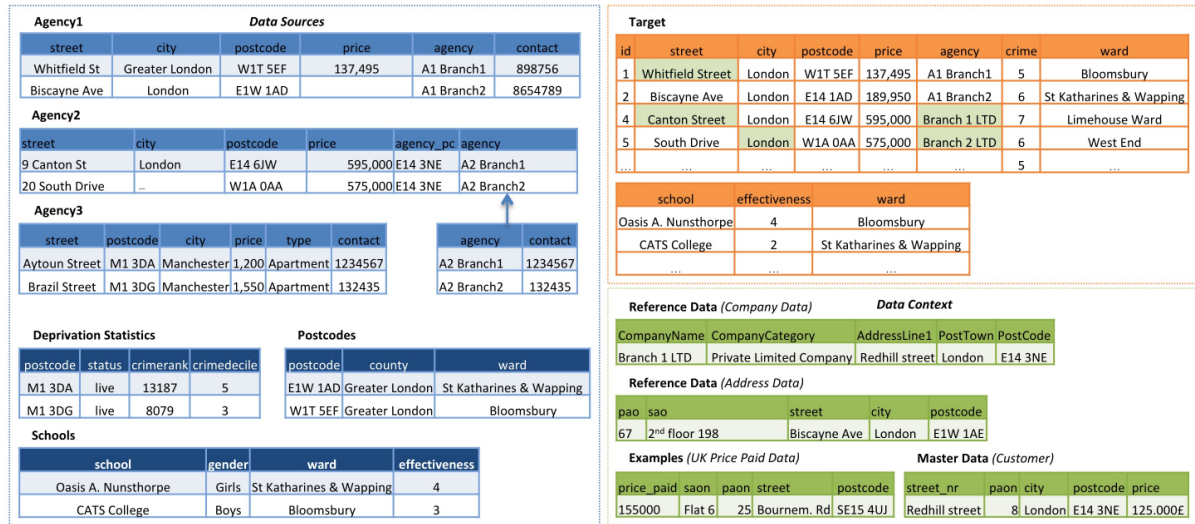 Data Sources
Agency1
street city postcode price agency contact
Whitfield St Greater London W1T 5EF 137,495 A1 Branch1 898756
Biscayne Ave London E1W 1AD A1 Branch2 8654789
Agency2
street city postcode price agency_pc agency
9 Canton St London E14 6JW 595,000 E14 3NE A2 Branch1
20 South Drive _ W1A 0AA 575,000 E14 3NE A2 Branch2
Agency3
street postcode city price type contact
Aytoun Street M1 3DA Manchester 1,200 Apartment 1234567
Brazil Street M1 3DG Manchester 1,550 Apartment 132435
agency contact
A2 Branch1 1234567
A2 Branch2 132435
Deprivation Statistics
postcode status crimerank crimedecile
M1 3DA live 13187 5
M1 3DG live 8079 3
Postcodes
postcode county ward
E1W 1AD Greater London St Katharines & Wapping
W1T 5EF Greater London Bloomsbury
Schools
school gender ward effectiveness
Oasis A. Nunsthorpe Girls St Katharines & Wapping 4
CATS College Boys Bloomsbury 3
Target
id street city postcode price agency crime ward
1 Whitfield Street London W1T 5EF 137,495 A1 Branch1 5 Bloomsbury
2 Biscayne Ave London E14 1AD 189,950 A1 Branch2 6 St Katharines & Wapping
4 Canton Street London E14 6JW 595,000 Branch 1 LTD 7 Limehouse Ward
5 South Drive London W1A 0AA 575,000 Branch 2 LTD 6 West End
... ... ... ... ... ... 5 ...
school effectiveness ward
Oasis A. Nunsthorpe 4 Bloomsbury
CATS College 2 St Katharines & Wapping
... ... ...
Data Context
Reference Data (Company Data)
CompanyName CompanyCategory AddressLine1 PostTown PostCode
Branch 1 LTD Private Limited Company Redhill street London E14 3NE
Reference Data (Address Data)
pao sao street city postcode
67 2nd floor 198 Biscayne Ave London E1W 1AE
Examples (UK Price Paid Data)
price_paid saon paon street postcode
155000 Flat 6 25 Bournem. Rd SE15 4UJ
Master Data (Customer)
street_nr paon city postcode price
Redhill street 8 London E14 3NE 125.000£